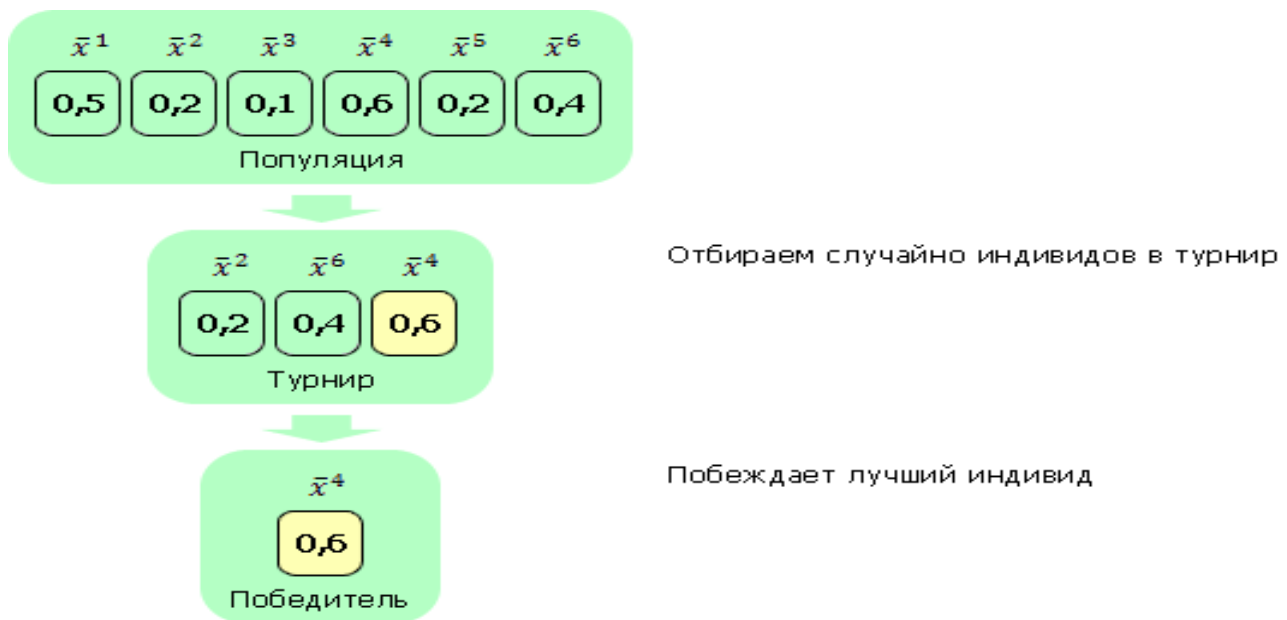 x̄¹ x̄² x̄³ x̄⁴ x̄⁵ x̄⁶
0,5 0,2 0,1 0,6 0,2 0,4
Популяция
Отбираем случайно индивидов в турнир
x̄² x̄⁶ x̄⁴
0,2 0,4 0,6
Турнир
Побеждает лучший индивид
x̄⁴
0,6
Победитель